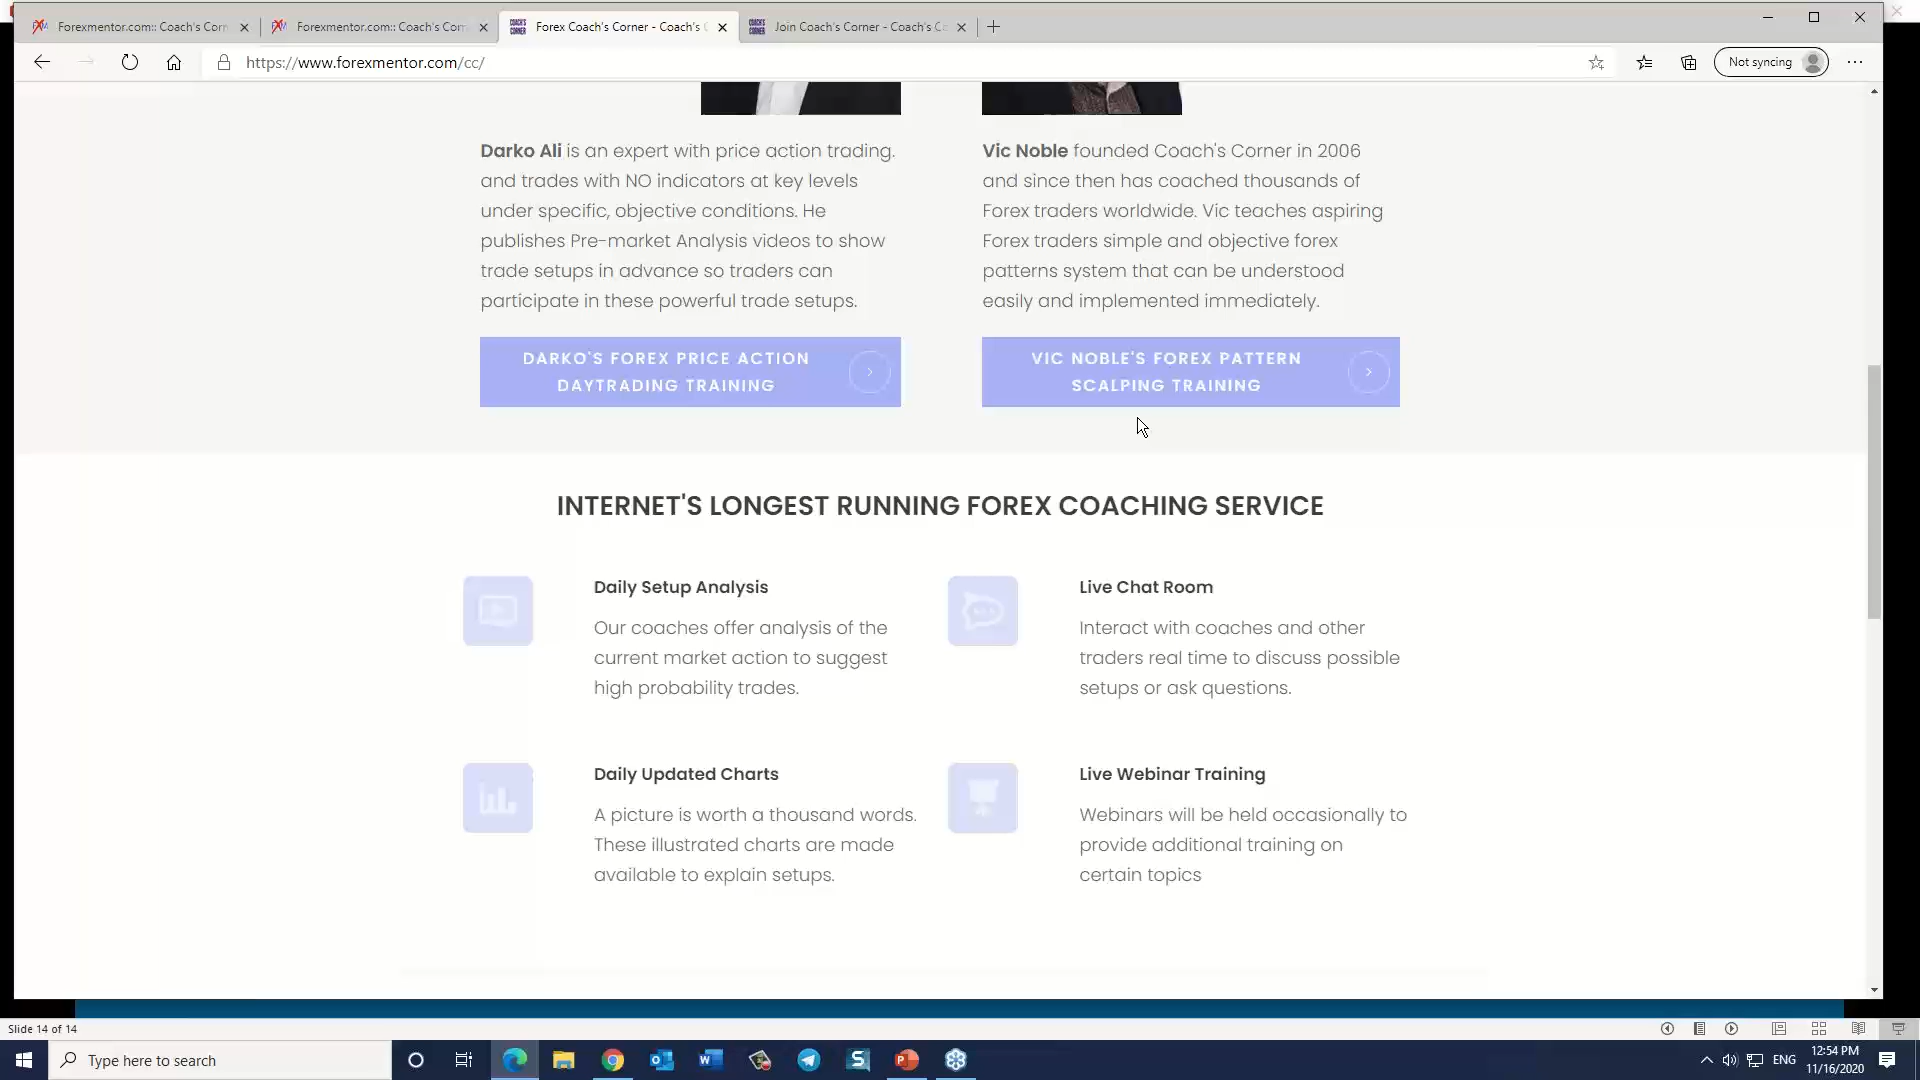 Forexmentor.com:: Coach's Corn
Forexmentor.com:: Coach's Corn
Forex Coach's Corner - Coach's C
Join Coach's Corner - Coach's Co
https://www.forexmentor.com/cc/
Not syncing
Darko Ali is an expert with price action trading.
and trades with NO indicators at key levels
under specific, objective conditions. He
publishes Pre-market Analysis videos to show
trade setups in advance so traders can
participate in these powerful trade setups.
DARKO'S FOREX PRICE ACTION
DAYTRADING TRAINING
Vic Noble founded Coach's Corner in 2006
and since then has coached thousands of
Forex traders worldwide. Vic teaches aspiring
Forex traders simple and objective forex
patterns system that can be understood
easily and implemented immediately.
VIC NOBLE'S FOREX PATTERN
SCALPING TRAINING
INTERNET'S LONGEST RUNNING FOREX COACHING SERVICE
Daily Setup Analysis
Our coaches offer analysis of the
current market action to suggest
high probability trades.
Live Chat Room
Interact with coaches and other
traders real time to discuss possible
setups or ask questions.
Daily Updated Charts
A picture is worth a thousand words.
These illustrated charts are made
available to explain setups.
Live Webinar Training
Webinars will be held occasionally to
provide additional training on
certain topics
Slide 14 of 14
Type here to search
ENG
12:54 PM
11/16/2020